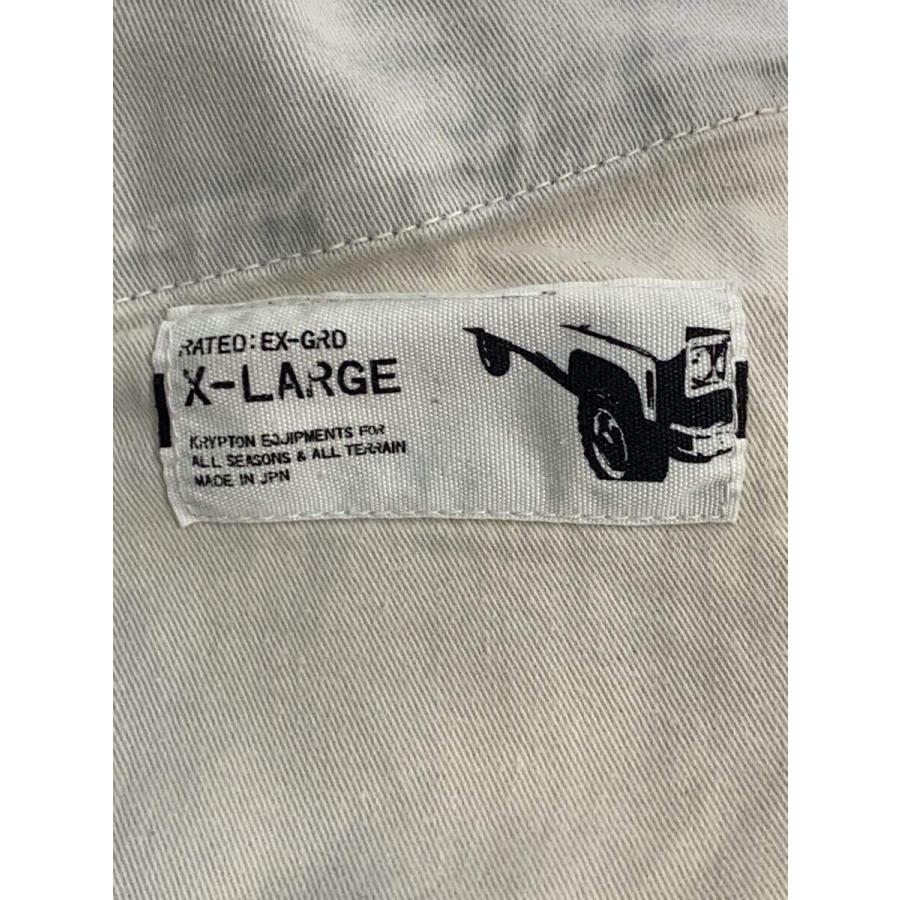 RATED: EX-GRD
X-LARGE
KRYPTON EQUIPMENTS FOR
ALL SEASONS & ALL TERRAIN
MADE IN JPN